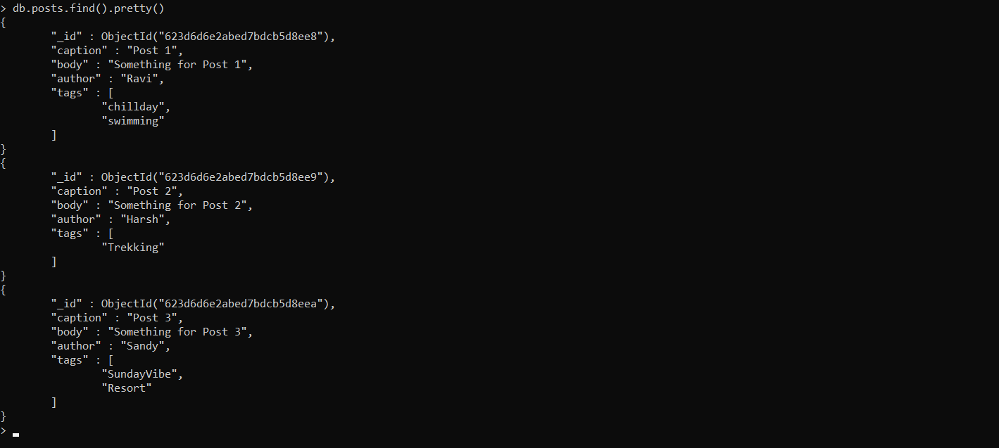 > db.posts.find().pretty()
{
        "_id" : ObjectId("623d6d6e2abed7bdcb5d8ee8"),
        "caption" : "Post 1",
        "body" : "Something for Post 1",
        "author" : "Ravi",
        "tags" : [
                "chillday",
                "swimming"
        ]
}
{
        "_id" : ObjectId("623d6d6e2abed7bdcb5d8ee9"),
        "caption" : "Post 2",
        "body" : "Something for Post 2",
        "author" : "Harsh",
        "tags" : [
                "Trekking"
        ]
}
{
        "_id" : ObjectId("623d6d6e2abed7bdcb5d8eea"),
        "caption" : "Post 3",
        "body" : "Something for Post 3",
        "author" : "Sandy",
        "tags" : [
                "SundayVibe",
                "Resort"
        ]
}
>